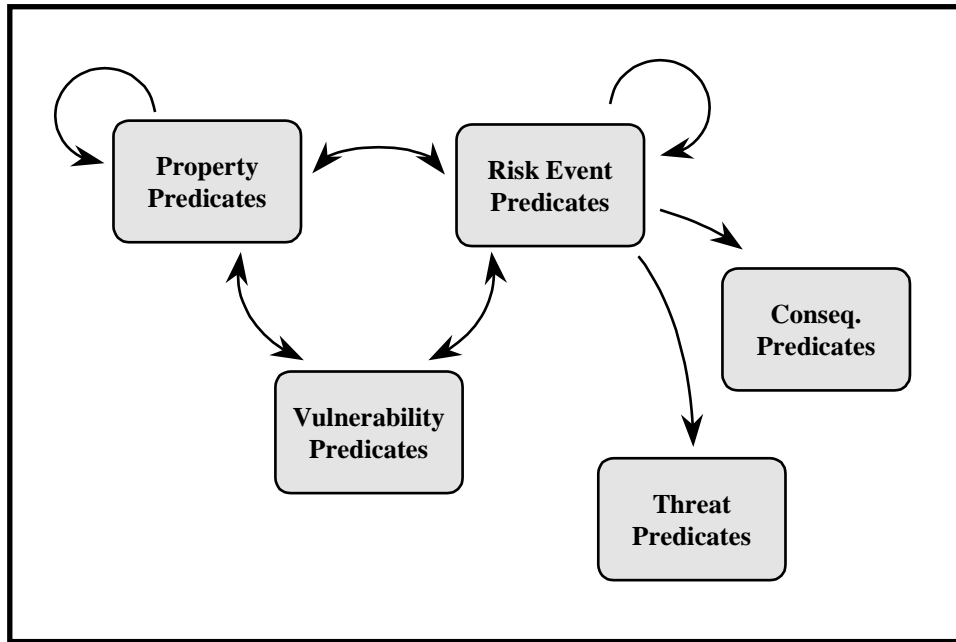 Property
Predicates
Risk Event
Predicates
Conseq.
Predicates
Vulnerability
Predicates
Threat
Predicates